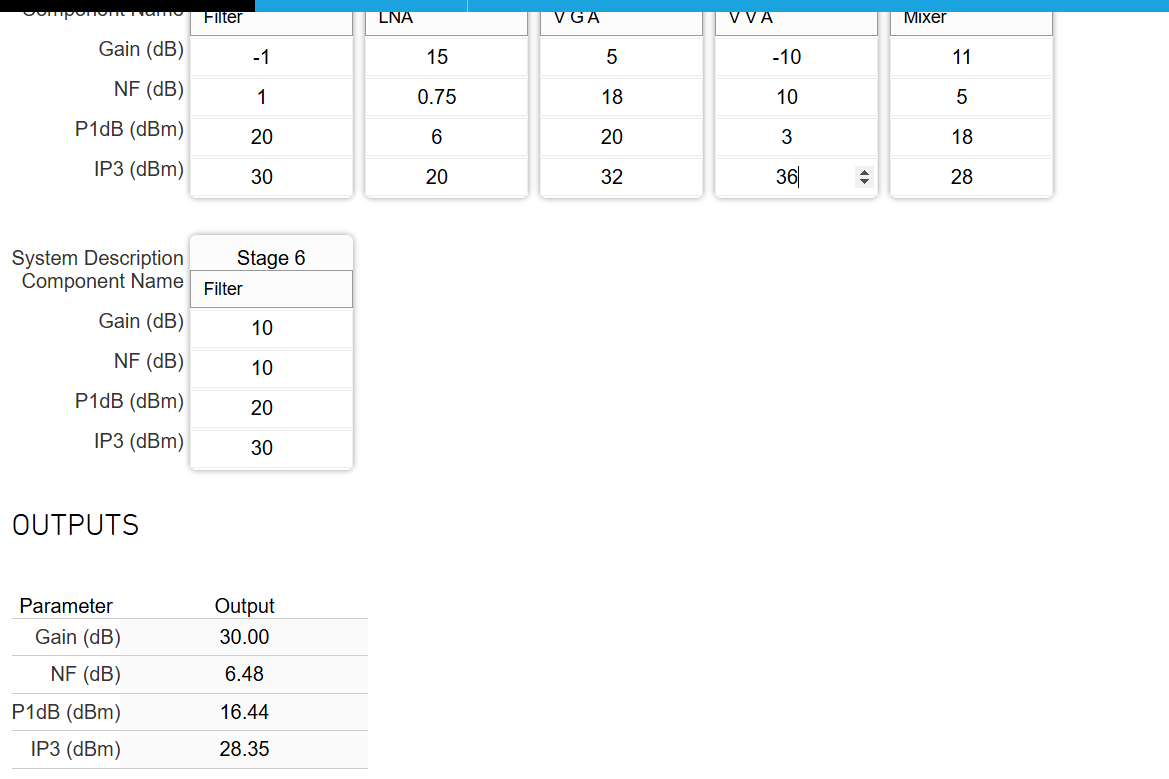 Component Name Filter LNA V G A V V A Mixer
Gain (dB) -1 15 5 -10 11
NF (dB) 1 0.75 18 10 5
P1dB (dBm) 20 6 20 3 18
IP3 (dBm) 30 20 32 36 28
System Description Stage 6
Component Name Filter
Gain (dB) 10
NF (dB) 10
P1dB (dBm) 20
IP3 (dBm) 30
OUTPUTS
Parameter Output
Gain (dB) 30.00
NF (dB) 6.48
P1dB (dBm) 16.44
IP3 (dBm) 28.35